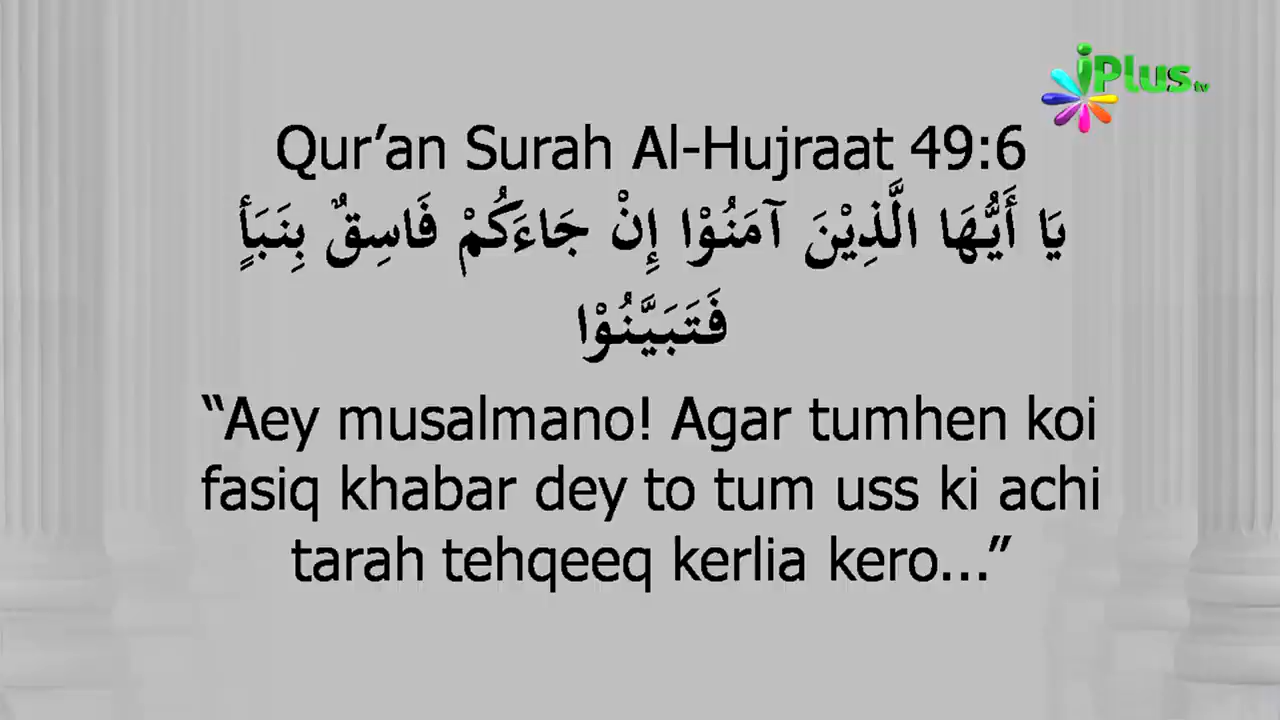 iPlus tv
Qur’an Surah Al-Hujraat 49:6
يَا أَيُّهَا الَّذِيْنَ آمَنُوْا إِنْ جَاءَكُمْ فَاسِقٌ بِنَبَأٍ
فَتَبَيَّنُوْا
“Aey musalmano! Agar tumhen koi
fasiq khabar dey to tum uss ki achi
tarah tehqeeq kerlia kero...”